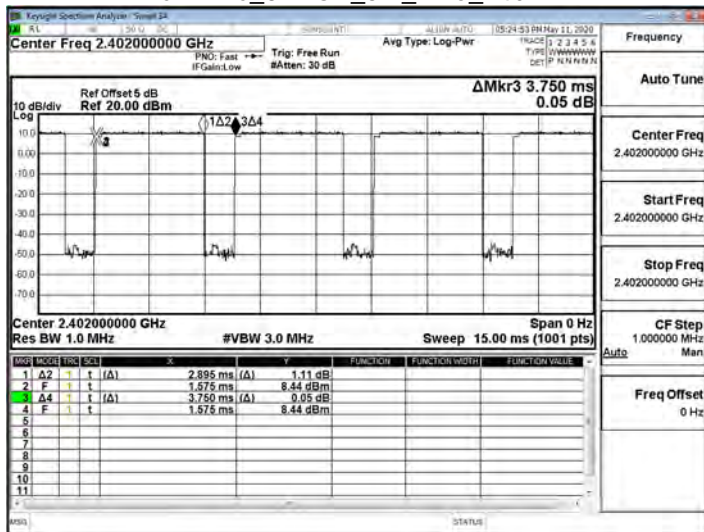 Keysight Spectrum Analyzer - Swept SA
RL RF 50 Ω DC SENSE:INT ALIGN AUTO 05:24:53 PM May 11, 2020
Center Freq 2.402000000 GHz
PNO: Fast
IFGain:Low
Trig: Free Run
#Atten: 30 dB
Avg Type: Log-Pwr
TRACE 1 2 3 4 5 6
TYPE WWWWWWW
DET P N N N N N
Frequency
Ref Offset 5 dB
10 dB/div Ref 20.00 dBm
Log
ΔMkr3 3.750 ms
0.05 dB
Auto Tune
10.0
0.00
-10.0
-20.0
-30.0
-40.0
-50.0
-60.0
-70.0
1Δ2 3Δ4
Center Freq
2.402000000 GHz
Start Freq
2.402000000 GHz
Stop Freq
2.402000000 GHz
Center 2.402000000 GHz Span 0 Hz
Res BW 1.0 MHz #VBW 3.0 MHz Sweep 15.00 ms (1001 pts)
CF Step
1.000000 MHz
Auto Man
MKR MODE TRC SCL X Y FUNCTION FUNCTION WIDTH FUNCTION VALUE
1 Δ2 1 t (Δ) 2.895 ms (Δ) 1.11 dB
2 F 1 t 1.575 ms 8.44 dBm
3 Δ4 1 t (Δ) 3.750 ms (Δ) 0.05 dB
4 F 1 t 1.575 ms 8.44 dBm
5
6
7
8
9
10
11
Freq Offset
0 Hz
MSG STATUS